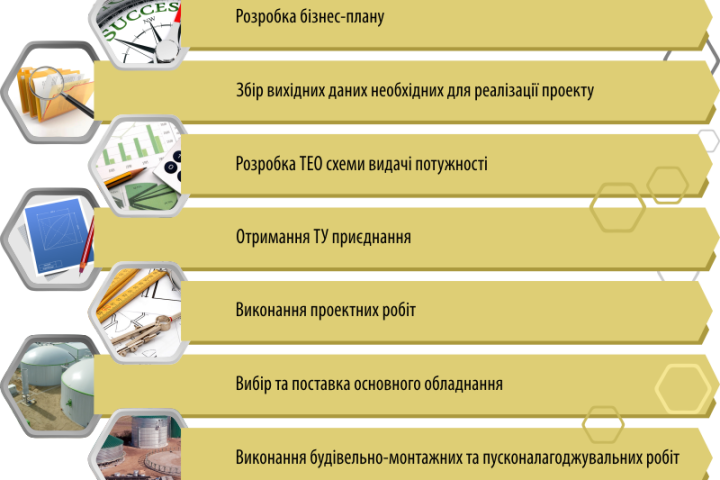 SUCCESS
NW
Розробка бізнес-плану
Збір вихідних даних необхідних для реалізації проекту
Розробка ТЕО схеми видачі потужності
Отримання ТУ приєднання
Виконання проектних робіт
Вибір та поставка основного обладнання
Виконання будівельно-монтажних та пусконалагоджувальних робіт